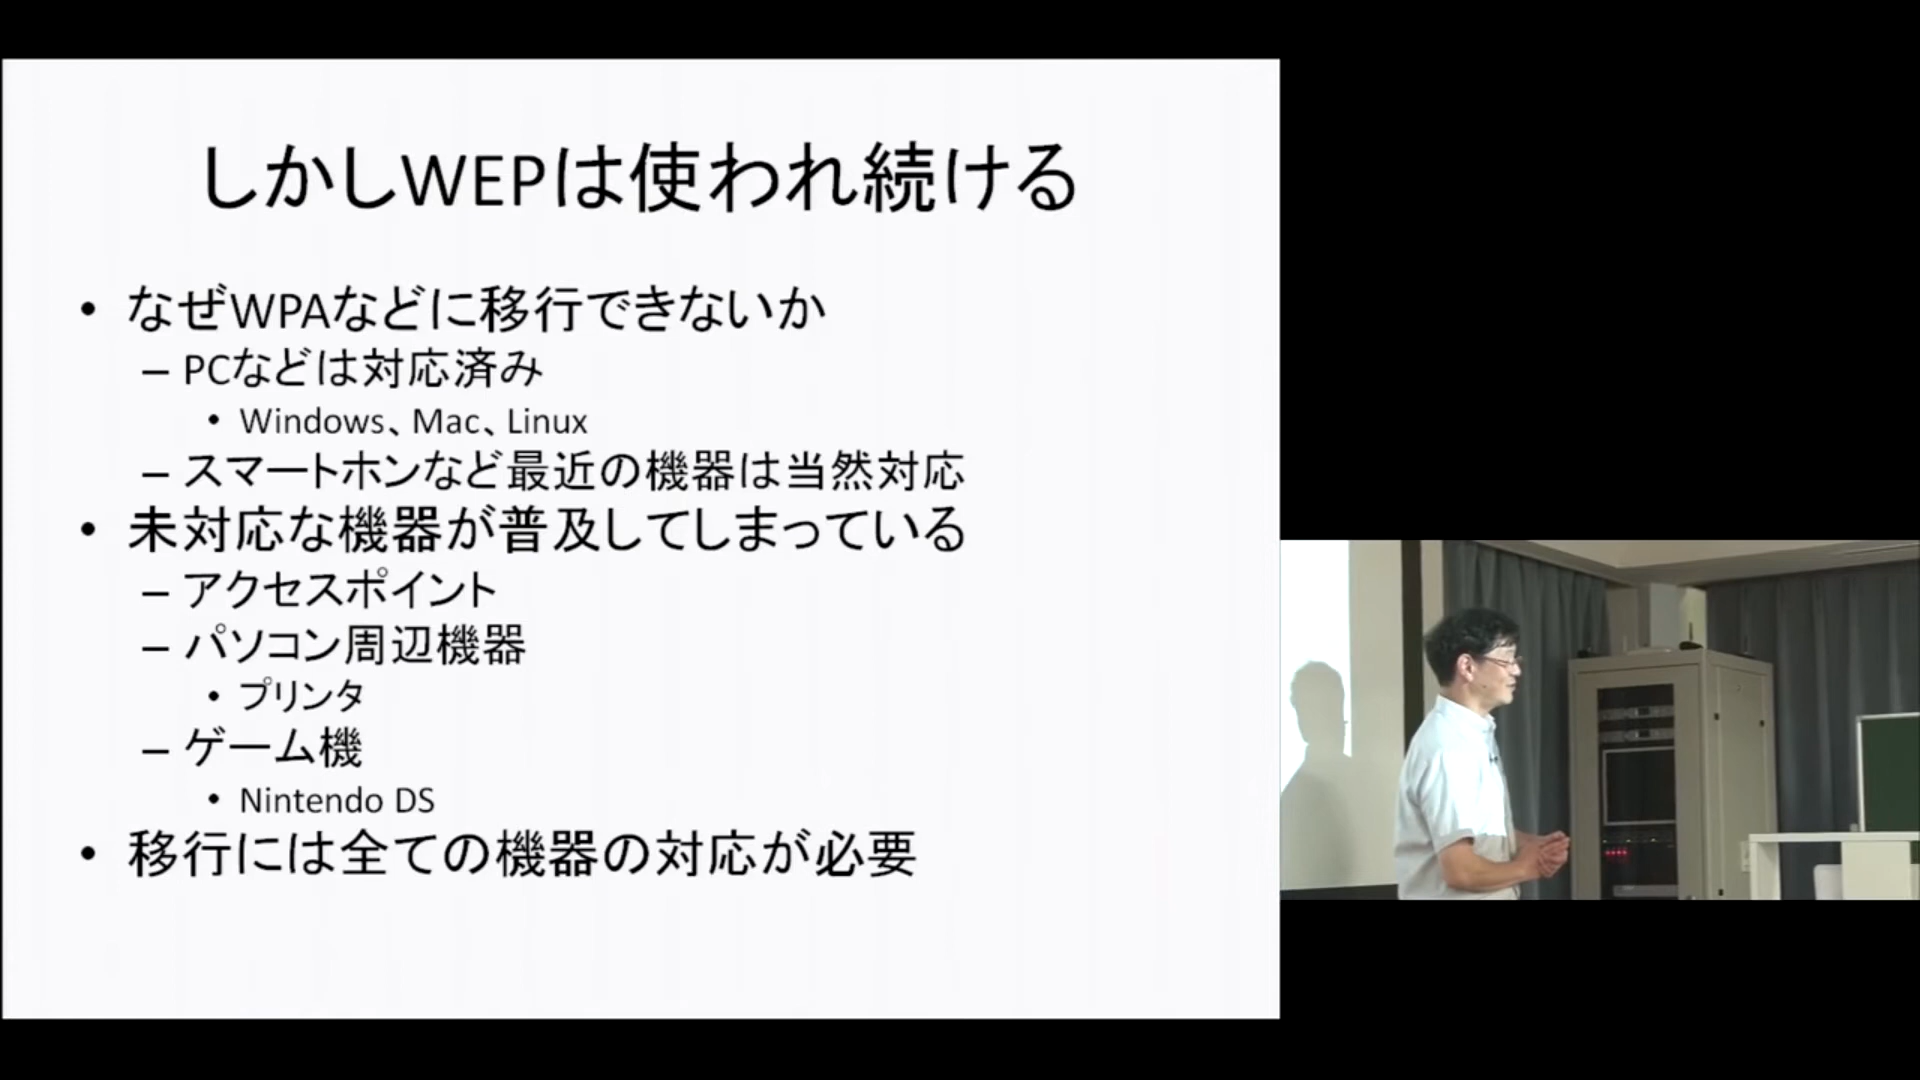 しかしWEPは使われ続ける
• なぜWPAなどに移行できないか
– PCなどは対応済み
• Windows、Mac、Linux
– スマートホンなど最近の機器は当然対応
• 未対応な機器が普及してしまっている
– アクセスポイント
– パソコン周辺機器
• プリンタ
– ゲーム機
• Nintendo DS
• 移行には全ての機器の対応が必要